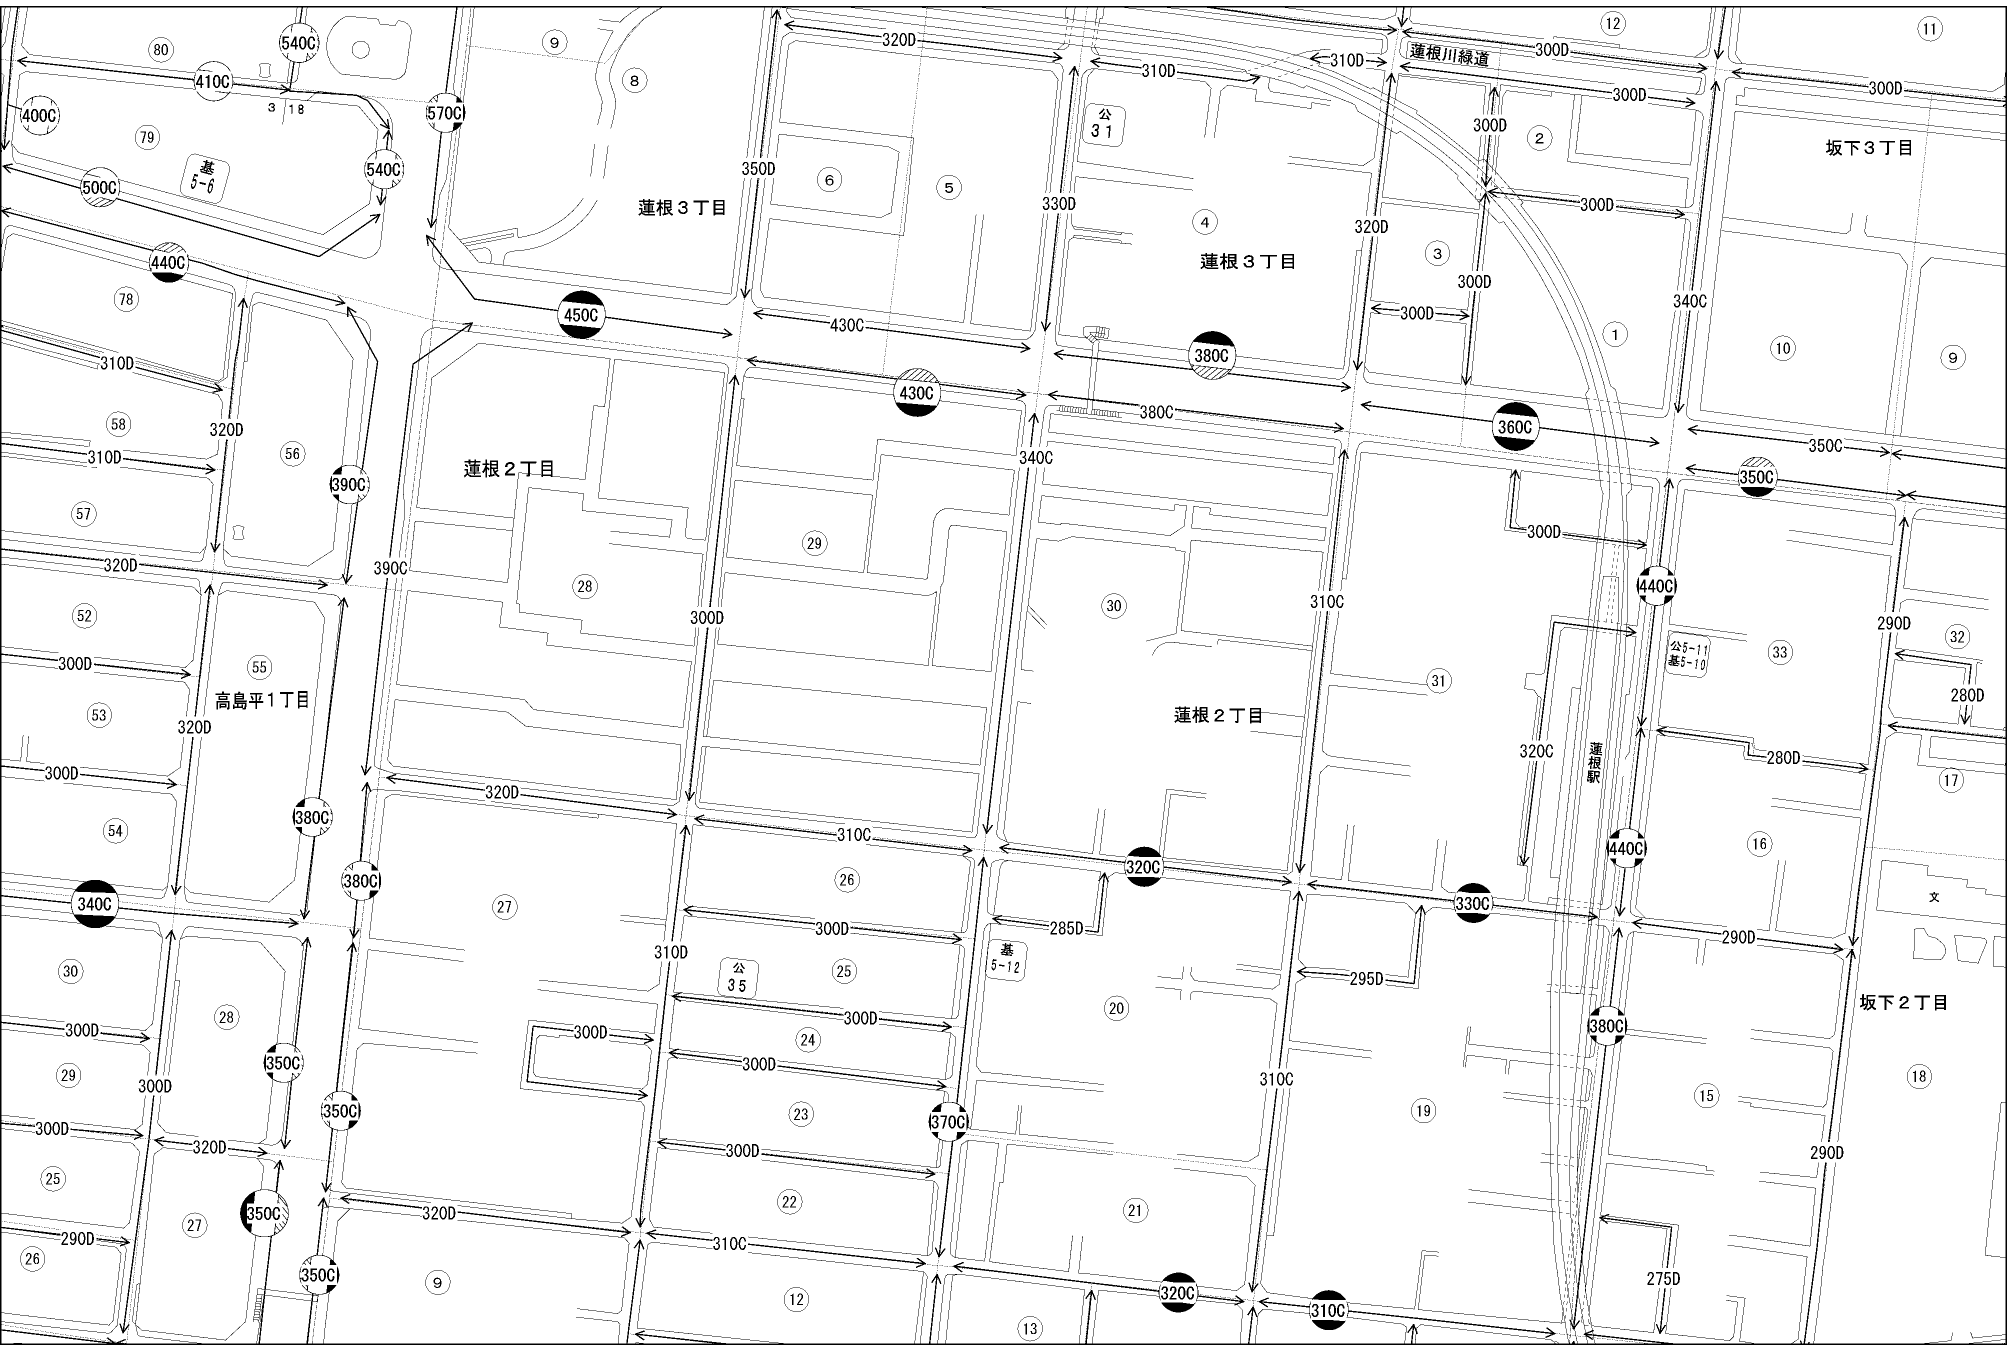 540C
80
9
12
11
320D
300D
蓮根川緑道
310D
310D
410C
8
300D
300D
3 18
400C
570C
79
公
31
300D
2
坂下3丁目
基
5-6
540C
350D
6
5
500C
蓮根3丁目
330D
4
300D
320D
3
440C
蓮根3丁目
300D
78
340C
450C
430C
300D
1
10
9
310D
380C
430C
380C
58
320D
360C
350C
56
310D
340C
蓮根2丁目
390C
350C
57
29
300D
320D
390C
28
440C
52
300D
30
310C
290D
32
55
300D
公5-11
基5-10
33
高島平1丁目
31
280D
53
320D
蓮根2丁目
320C
蓮根駅
280D
300D
17
320D
380C
54
310C
16
440C
320C
380C
26
340C
27
330C
文
285D
300D
290D
310D
基
5-12
30
公
35
25
295D
坂下2丁目
28
20
300D
300D
300D
24
380C
350C
300D
29
300D
310C
18
15
350C
23
19
370C
300D
320D
300D
290D
25
22
21
350C
320D
27
290D
310C
26
350C
9
275D
320C
12
310C
13